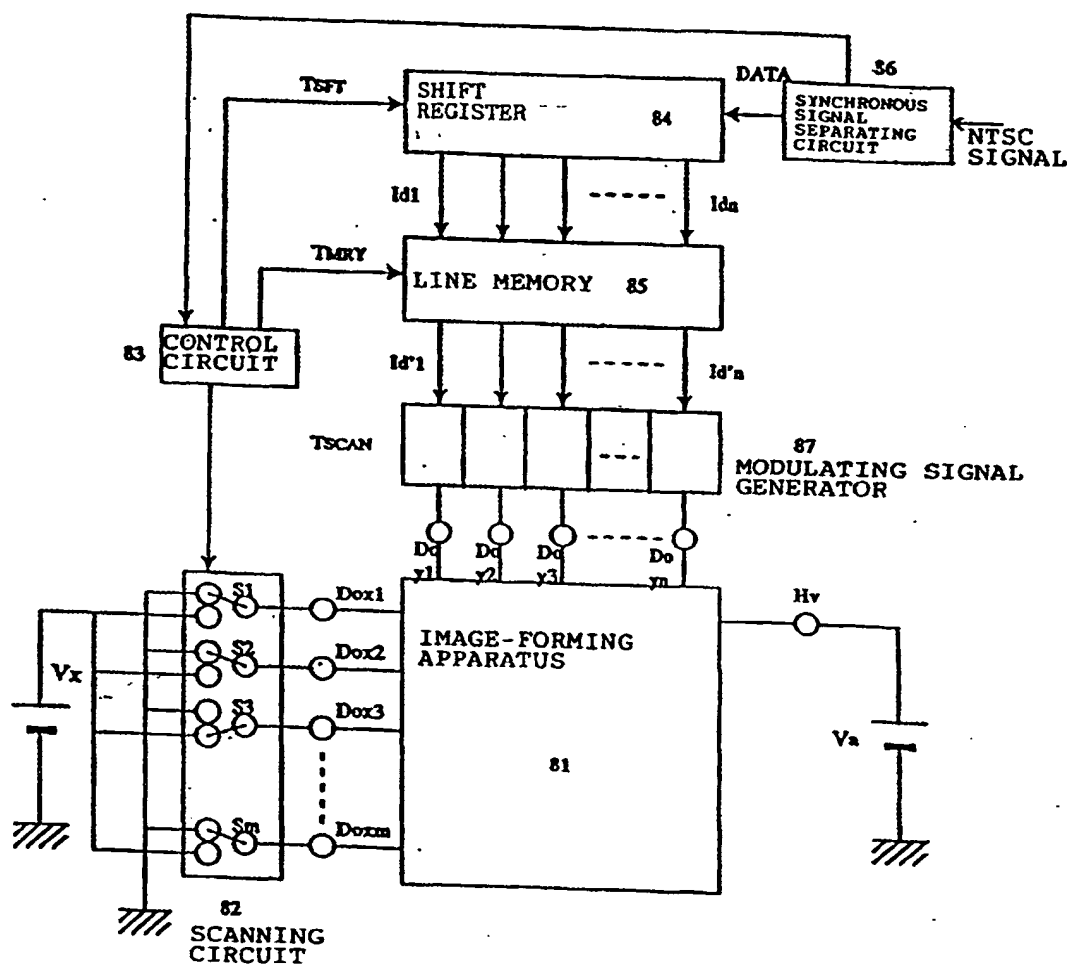 86
DATA
TSFT
SHIFT
REGISTER
84
SYNCHRONOUS
SIGNAL
SEPARATING
CIRCUIT
NTSC
SIGNAL
Id1
Idn
TMRY
LINE MEMORY 85
83
CONTROL
CIRCUIT
Id'1
Id'n
TSCAN
87
MODULATING SIGNAL
GENERATOR
Do
y1
Do
y2
Do
y3
Do
yn
S1
Dox1
Hv
IMAGE-FORMING
APPARATUS
S2
Dox2
Vx
S3
Dox3
81
Va
Sm
Doxm
82
SCANNING
CIRCUIT